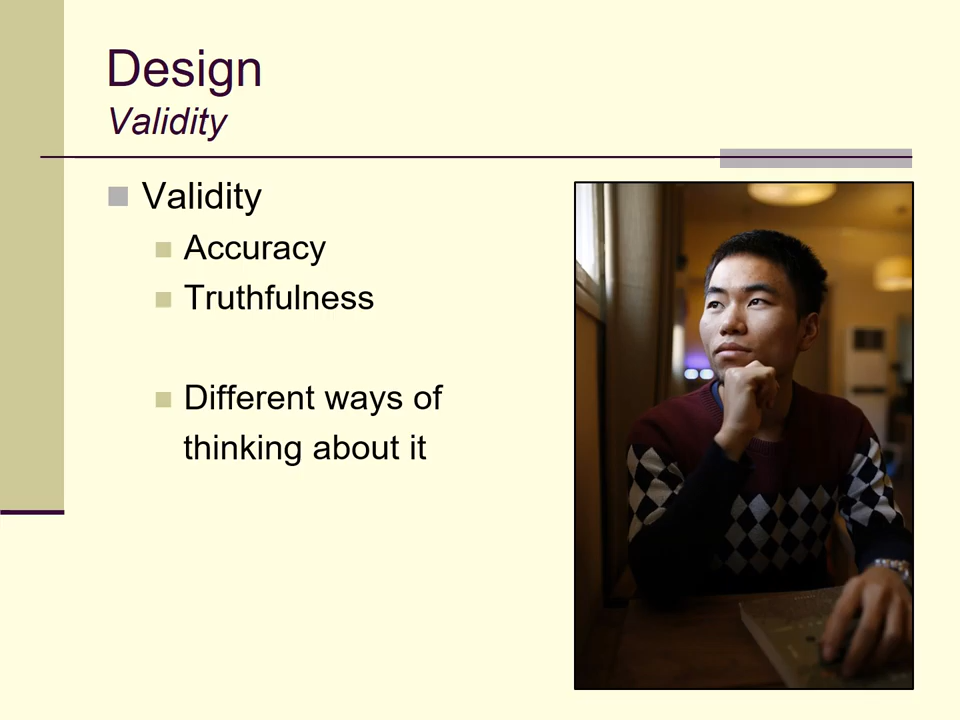 Design
Validity
Validity
Accuracy
Truthfulness
Different ways of
thinking about it